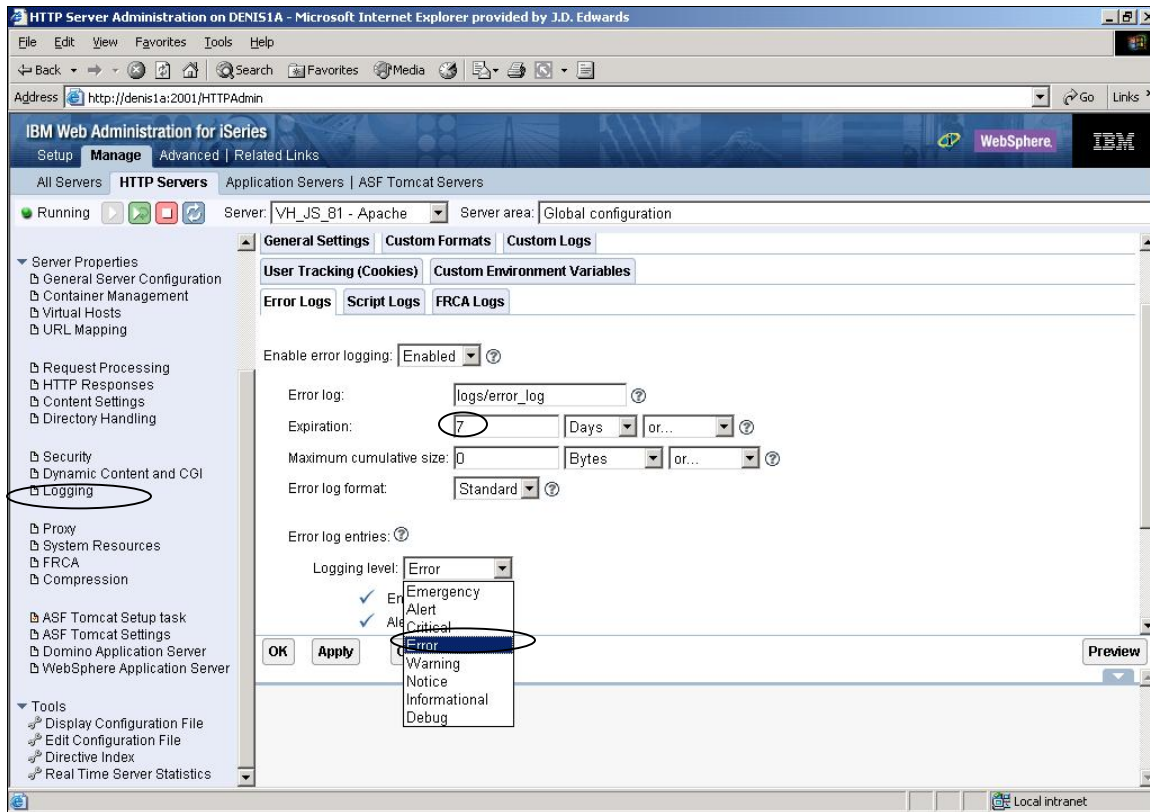 HTTP Server Administration on DENIS1A - Microsoft Internet Explorer provided by J.D. Edwards
File Edit View Favorites Tools Help
Back Search Favorites Media
Address http://denis1a:2001/HTTPAdmin Go Links
IBM Web Administration for iSeries
WebSphere. IBM
Setup Manage Advanced | Related Links
All Servers HTTP Servers Application Servers | ASF Tomcat Servers
Running Server: VH_JS_81 - Apache Server area: Global configuration
Server Properties
General Server Configuration
Container Management
Virtual Hosts
URL Mapping
Request Processing
HTTP Responses
Content Settings
Directory Handling
Security
Dynamic Content and CGI
Logging
Proxy
System Resources
FRCA
Compression
ASF Tomcat Setup task
ASF Tomcat Settings
Domino Application Server
WebSphere Application Server
Tools
Display Configuration File
Edit Configuration File
Directive Index
Real Time Server Statistics
General Settings Custom Formats Custom Logs
User Tracking (Cookies) Custom Environment Variables
Error Logs Script Logs FRCA Logs
Enable error logging: Enabled
Error log: logs/error_log
Expiration: 7 Days or...
Maximum cumulative size: 0 Bytes or...
Error log format: Standard
Error log entries:
Logging level: Error
Emergency
Alert
Critical
Error
Warning
Notice
Informational
Debug
OK Apply Preview
Local intranet